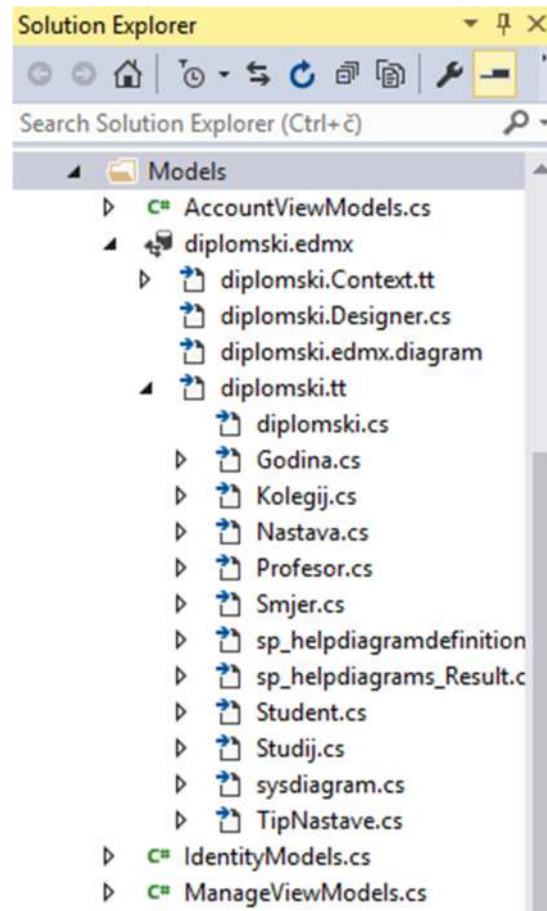 Solution Explorer
Search Solution Explorer (Ctrl+č)
Models
C# AccountViewModels.cs
diplomski.edmx
diplomski.Context.tt
diplomski.Designer.cs
diplomski.edmx.diagram
diplomski.tt
diplomski.cs
Godina.cs
Kolegij.cs
Nastava.cs
Profesor.cs
Smjer.cs
sp_helpdiagramdefinition
sp_helpdiagrams_Result.c
Student.cs
Studij.cs
sysdiagram.cs
TipNastave.cs
C# IdentityModels.cs
C# ManageViewModels.cs